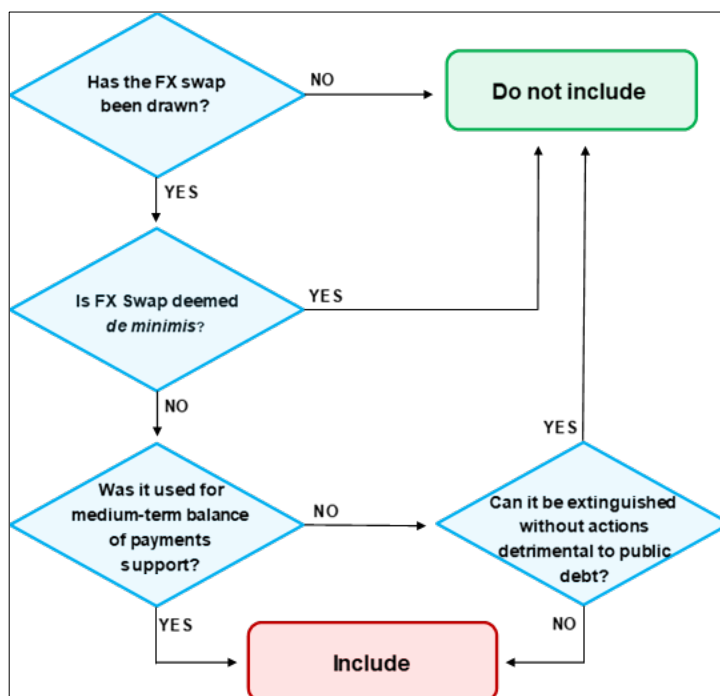 Has the FX swap
been drawn?
NO
Do not include
YES
Is FX Swap deemed
de minimis?
YES
NO
Was it used for
medium-term balance
of payments
support?
NO
YES
Can it be extinguished
without actions
detrimental to public
debt?
YES
NO
Include